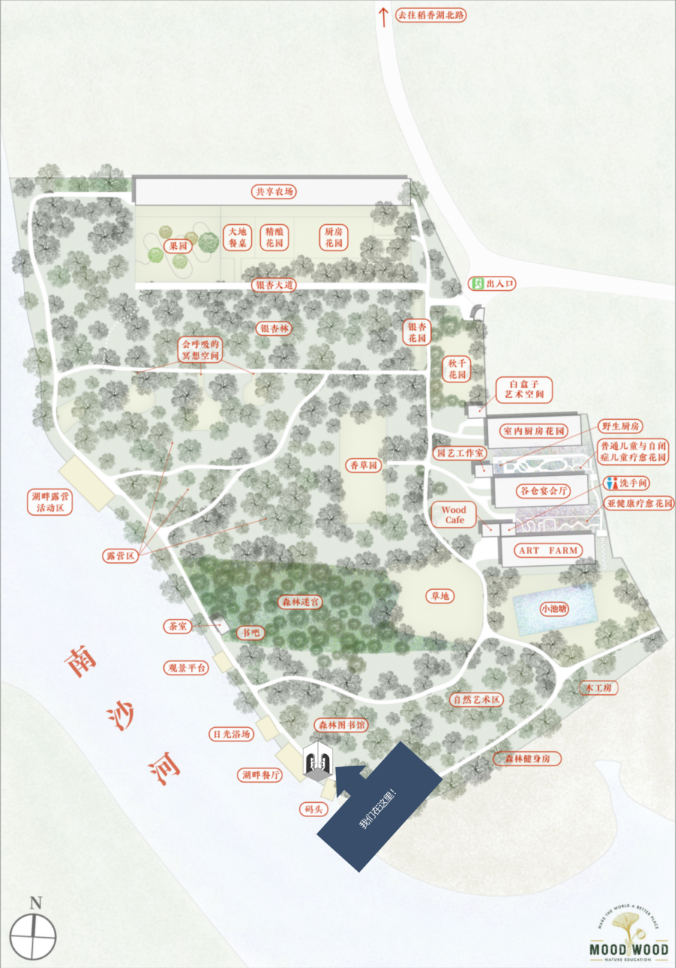 去往稻香湖北路
共享农场
果园
大地
餐桌
精酿
花园
厨房
花园
银杏大道
出入口
银杏林
银杏
花园
会呼吸的
冥想空间
秋千
花园
白盒子
艺术空间
室内厨房花园
野生厨房
园艺工作室
普通儿童与自闭
症儿童疗愈花园
香草园
谷仓宴会厅
洗手间
湖畔露营
活动区
Wood
Cafe
亚健康疗愈花园
露营区
ART FARM
森林迷宫
草地
小池塘
茶室
书吧
南沙河
观景平台
木工房
自然艺术区
日光浴场
森林图书馆
森林健身房
湖畔餐厅
码头
我们在这里!
N
MAKE THE WORLD A BETTER PLACE
MOOD WOOD
NATURE EDUCATION